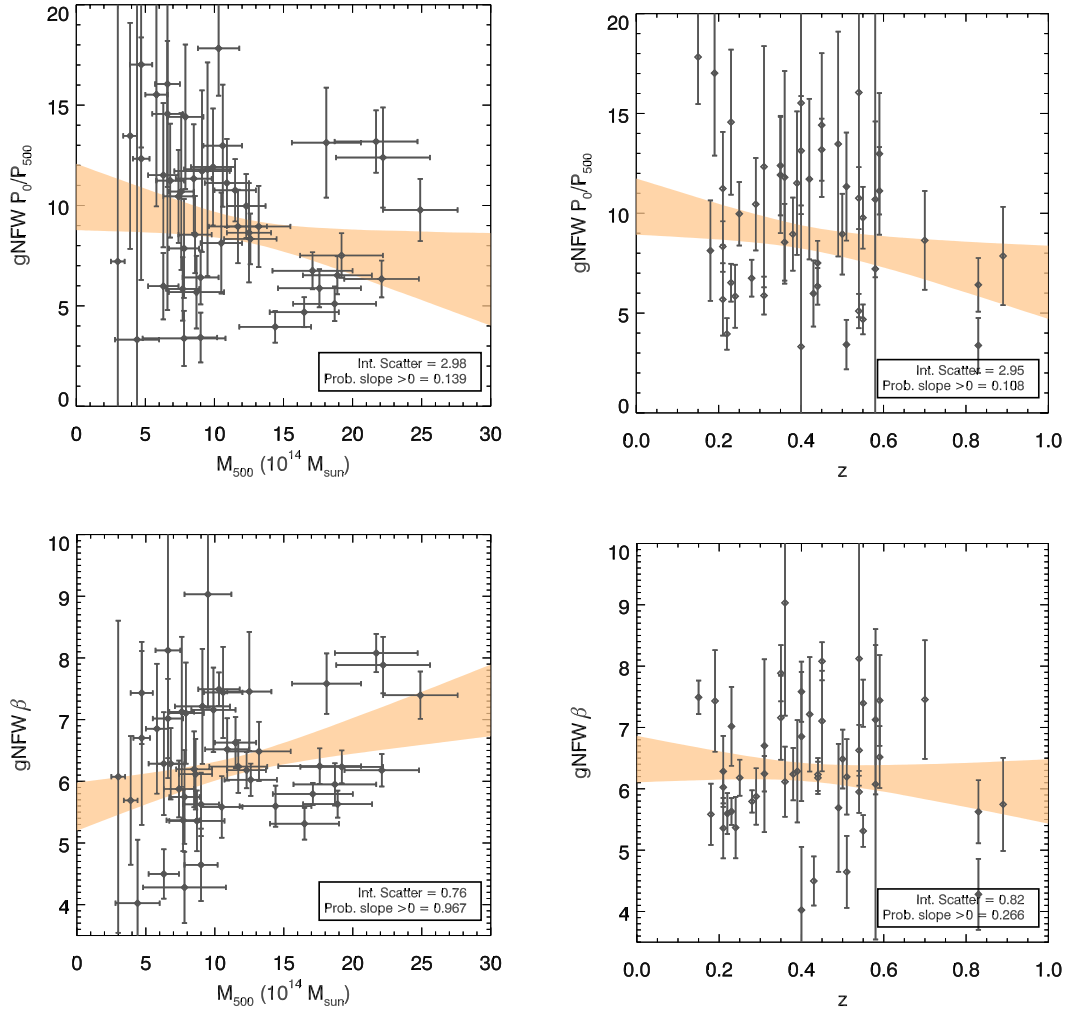 20
15
10
5
0
gNFW P0/P500
Int. Scatter = 2.98
Prob. slope >0 = 0.139
0 5 10 15 20 25 30
M500 (10^14 Msun)
20
15
10
5
0
gNFW P0/P500
Int. Scatter = 2.95
Prob. slope >0 = 0.108
0.0 0.2 0.4 0.6 0.8 1.0
z
10
9
8
7
6
5
4
gNFW β
Int. Scatter = 0.76
Prob. slope >0 = 0.967
0 5 10 15 20 25 30
M500 (10^14 Msun)
10
9
8
7
6
5
4
gNFW β
Int. Scatter = 0.82
Prob. slope >0 = 0.266
0.0 0.2 0.4 0.6 0.8 1.0
z